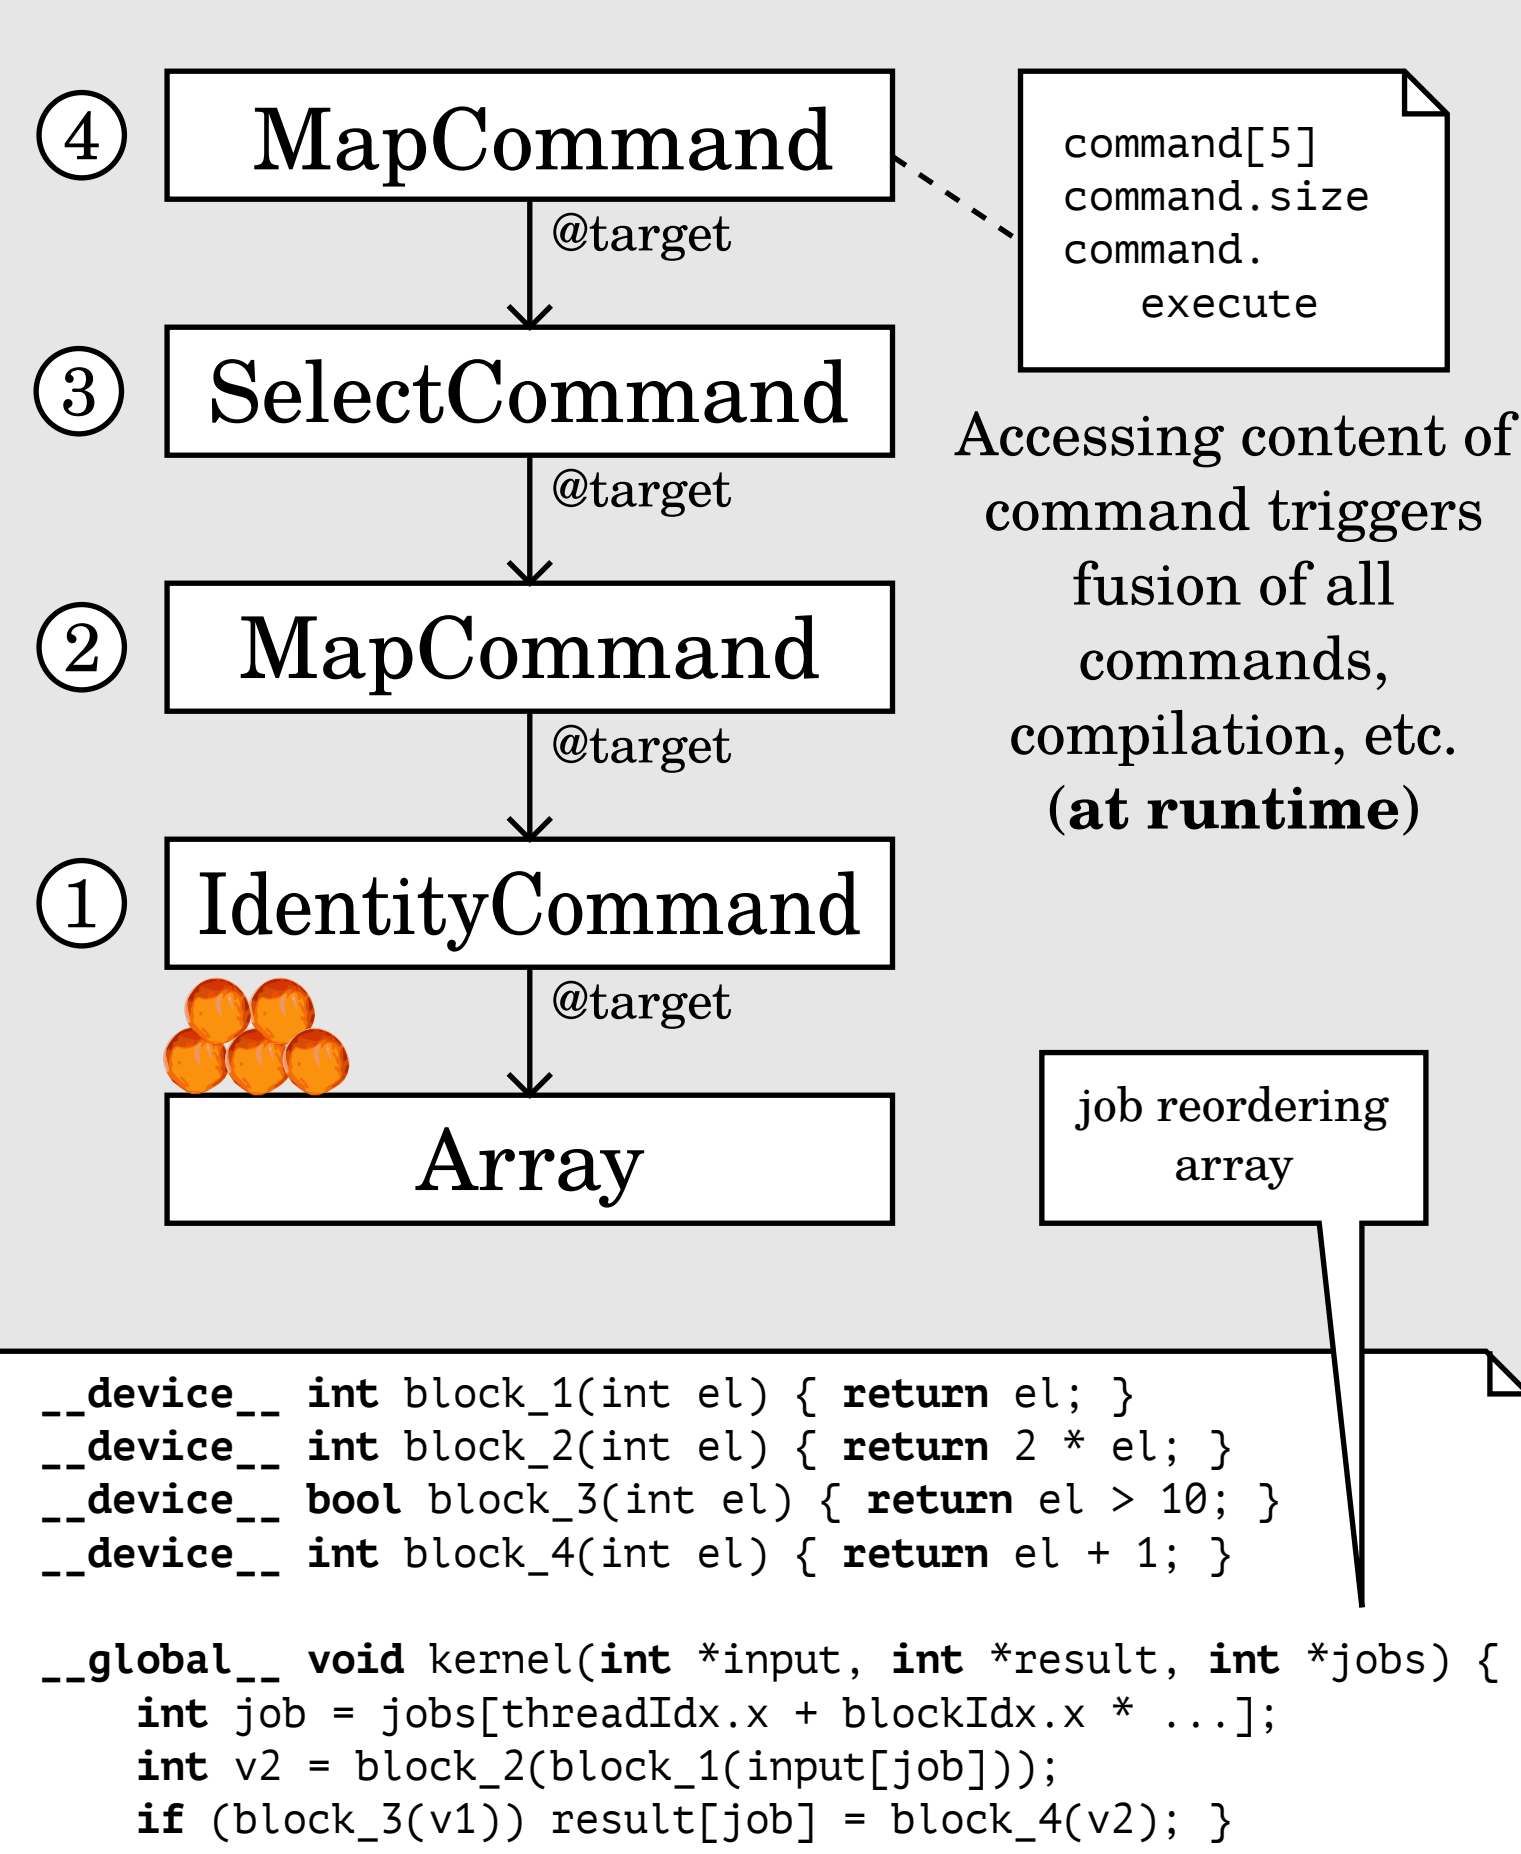 4
MapCommand
@target
3
SelectCommand
@target
2
MapCommand
@target
1
IdentityCommand
@target
Array
command[5]
command.size
command.
execute
Accessing content of
command triggers
fusion of all
commands,
compilation, etc.
(at runtime)
job reordering
array
__device__ int block_1(int el) { return el; }
__device__ int block_2(int el) { return 2 * el; }
__device__ bool block_3(int el) { return el > 10; }
__device__ int block_4(int el) { return el + 1; }
__global__ void kernel(int *input, int *result, int *jobs) {
int job = jobs[threadIdx.x + blockIdx.x * ...];
int v2 = block_2(block_1(input[job]));
if (block_3(v1)) result[job] = block_4(v2); }